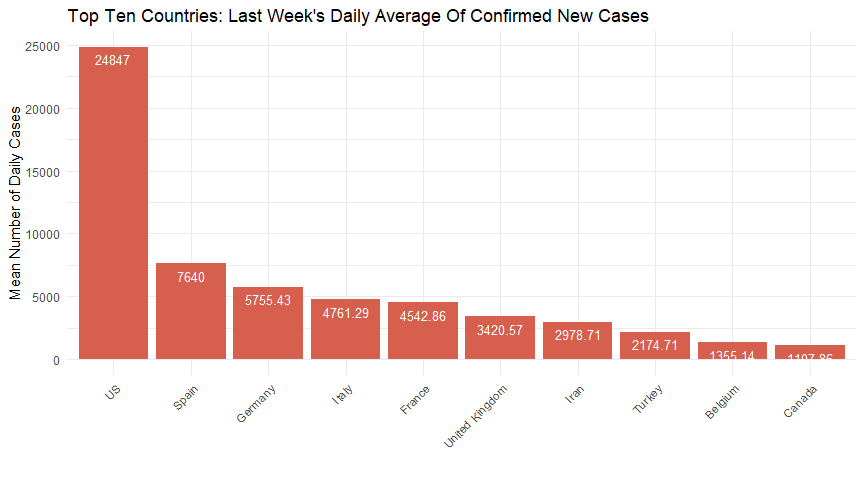 Top Ten Countries: Last Week's Daily Average Of Confirmed New Cases
Mean Number of Daily Cases
25000
20000
15000
10000
5000
0
24847
7640
5755.43
4761.29
4542.86
3420.57
2978.71
2174.71
1355.14
US
Spain
Germany
Italy
France
United Kingdom
Iran
Turkey
Belgium
Canada